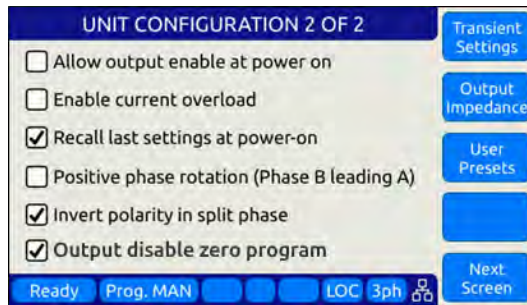 UNIT CONFIGURATION 2 OF 2
Allow output enable at power on
Enable current overload
Recall last settings at power-on
Positive phase rotation (Phase B leading A)
Invert polarity in split phase
Output disable zero program
Transient
Settings
Output
Impedance
User
Presets
Next
Screen
Ready Prog. MAN LOC 3ph